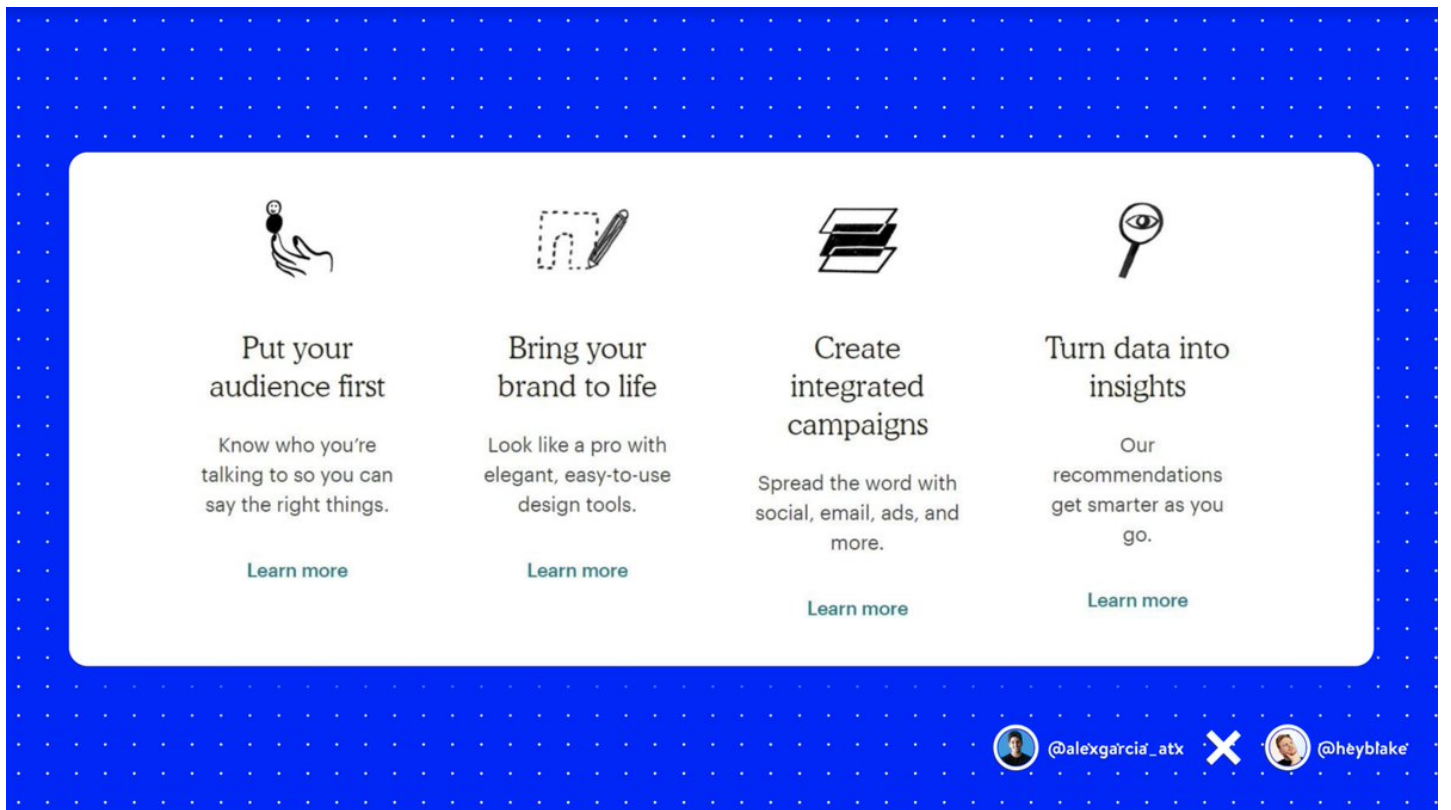 Put your
audience first
Know who you’re
talking to so you can
say the right things.
Learn more
Bring your
brand to life
Look like a pro with
elegant, easy-to-use
design tools.
Learn more
Create
integrated
campaigns
Spread the word with
social, email, ads, and
more.
Learn more
Turn data into
insights
Our
recommendations
get smarter as you
go.
Learn more
@alexgarcia_atx
@heyblake